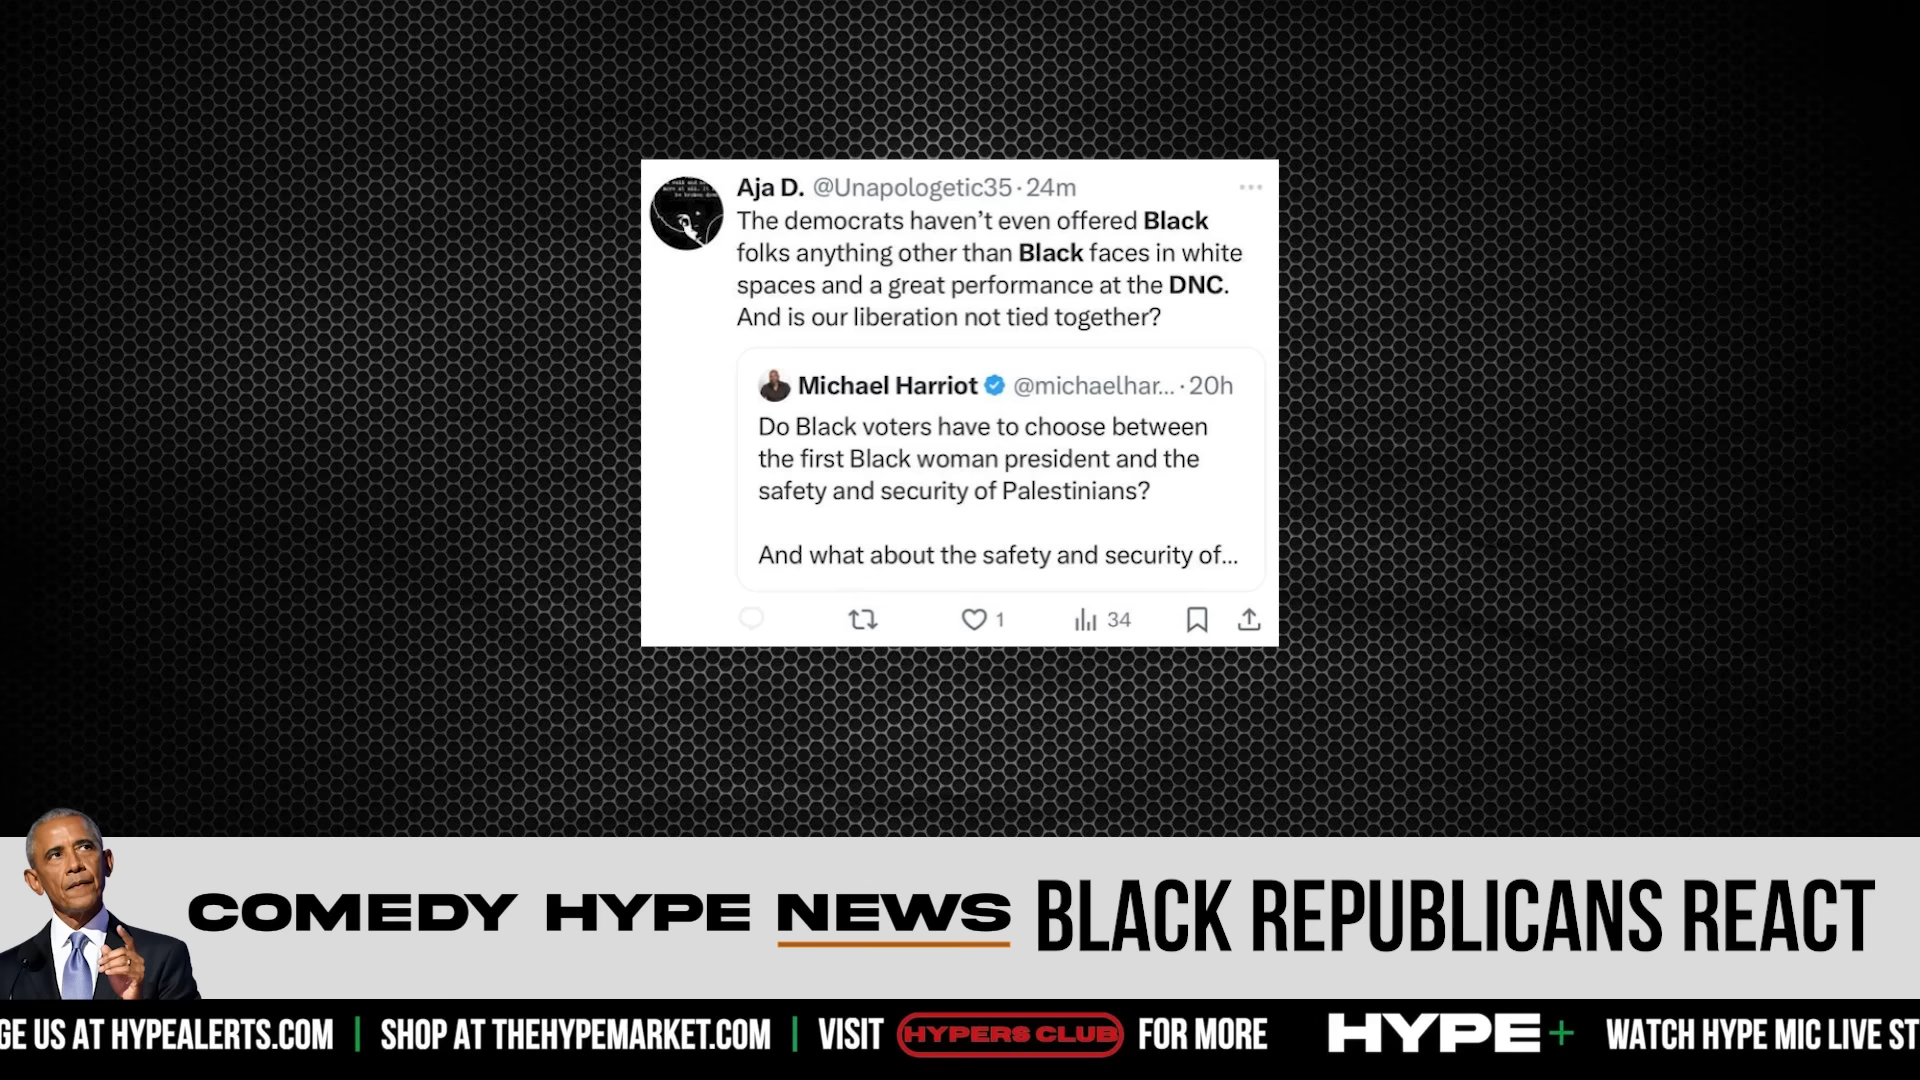 Aja D. @Unapologetic35 · 24m
The democrats haven't even offered Black
folks anything other than Black faces in white
spaces and a great performance at the DNC.
And is our liberation not tied together?
Michael Harriot @michaelhar... · 20h
Do Black voters have to choose between
the first Black woman president and the
safety and security of Palestinians?
And what about the safety and security of...
1
34
COMEDY HYPE NEWS BLACK REPUBLICANS REACT
GE US AT HYPEALERTS.COM | SHOP AT THEHYPEMARKET.COM | VISIT HYPERS CLUB FOR MORE HYPE+ WATCH HYPE MIC LIVE ST